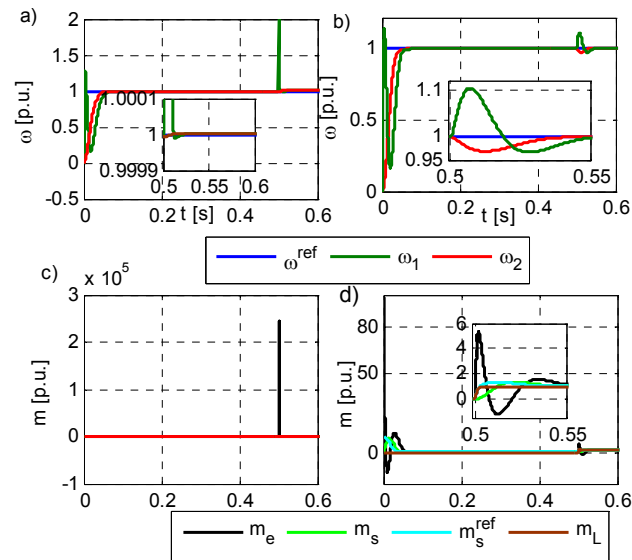 a)
2
1.5
1
0.5
0
-0.5
ω [p.u.]
1.0001
1
0.9999
0.5 0.55 0.6
0 0.2 0.4 0.6
t [s]
b)
1
0.5
0
ω [p.u.]
1.1
1
0.95
0.5 0.55
0 0.2 0.4 0.6
t [s]
ω^ref ω_1 ω_2
c)
x 10^5
3
2
1
0
-1
m [p.u.]
0 0.2 0.4 0.6
d)
80
50
0
m [p.u.]
6
4
2
0
0.5 0.55
0 0.2 0.4 0.6
m_e m_s m_s^ref m_L